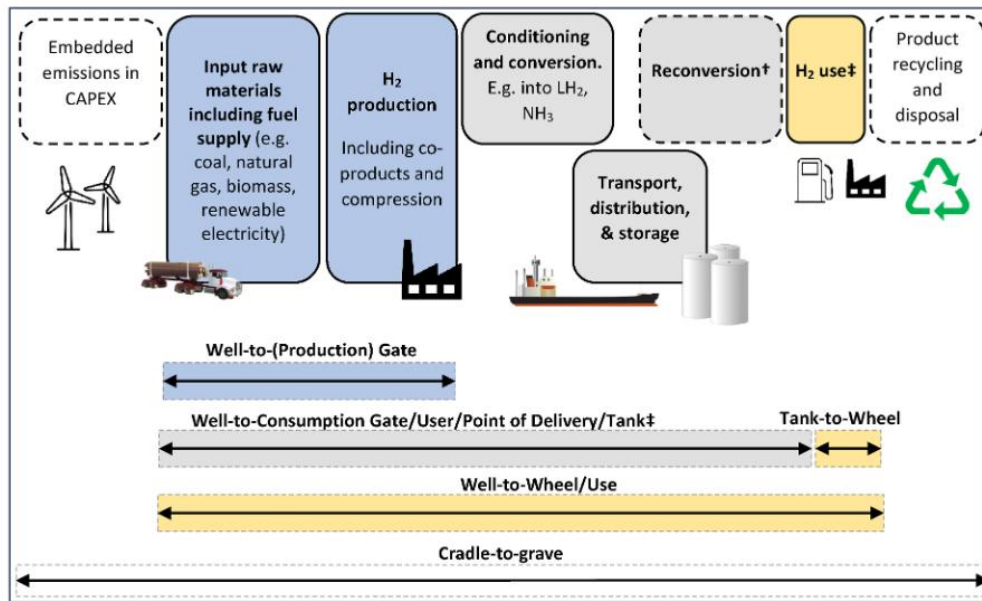 Embedded
emissions in
CAPEX
Input raw
materials
including fuel
supply (e.g.
coal, natural
gas, biomass,
renewable
electricity)
H₂
production
Including co-
products and
compression
Conditioning
and conversion.
E.g. into LH₂,
NH₃
Transport,
distribution,
& storage
Reconversion†
H₂ use‡
Product
recycling
and
disposal
Well-to-(Production) Gate
Well-to-Consumption Gate/User/Point of Delivery/Tank‡
Tank-to-Wheel
Well-to-Wheel/Use
Cradle-to-grave